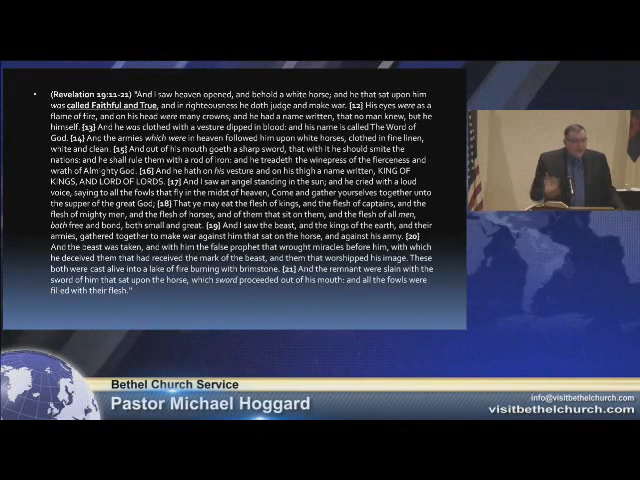 • (Revelation 19:11-21) "And I saw heaven opened, and behold a white horse; and he that sat upon him
was called Faithful and True, and in righteousness he doth judge and make war. [12] His eyes were as a
flame of fire, and on his head were many crowns; and he had a name written, that no man knew, but he
himself. [13] And he was clothed with a vesture dipped in blood: and his name is called The Word of
God. [14] And the armies which were in heaven followed him upon white horses, clothed in fine linen,
white and clean. [15] And out of his mouth goeth a sharp sword, that with it he should smite the
nations: and he shall rule them with a rod of iron: and he treadeth the winepress of the fierceness and
wrath of Almighty God. [16] And he hath on his vesture and on his thigh a name written, KING OF
KINGS, AND LORD OF LORDS. [17] And I saw an angel standing in the sun; and he cried with a loud
voice, saying to all the fowls that fly in the midst of heaven, Come and gather yourselves together unto
the supper of the great God; [18] That ye may eat the flesh of kings, and the flesh of captains, and the
flesh of mighty men, and the flesh of horses, and of them that sit on them, and the flesh of all men,
both free and bond, both small and great. [19] And I saw the beast, and the kings of the earth, and their
armies, gathered together to make war against him that sat on the horse, and against his army. [20]
And the beast was taken, and with him the false prophet that wrought miracles before him, with which
he deceived them that had received the mark of the beast, and them that worshipped his image. These
both were cast alive into a lake of fire burning with brimstone. [21] And the remnant were slain with the
sword of him that sat upon the horse, which sword proceeded out of his mouth: and all the fowls were
filled with their flesh."
Bethel Church Service
Pastor Michael Hoggard
info@visitbethelchurch.com
visitbethelchurch.com